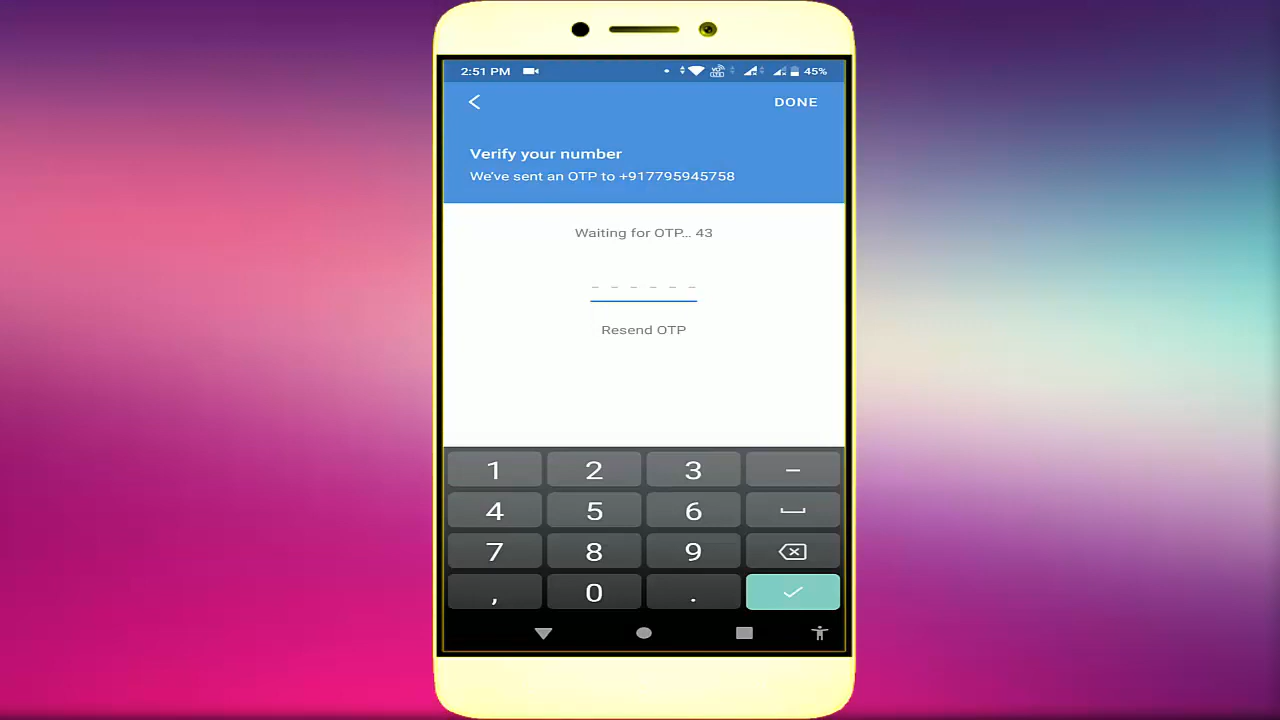 2:51 PM 45%
DONE
Verify your number
We've sent an OTP to +917795945758
Waiting for OTP... 43
Resend OTP
1 2 3 –
4 5 6
7 8 9
, 0 .